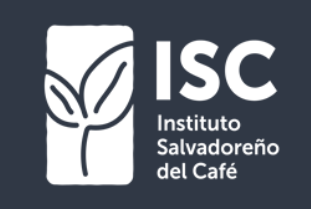 ISC
Instituto
Salvadoreño
del Café